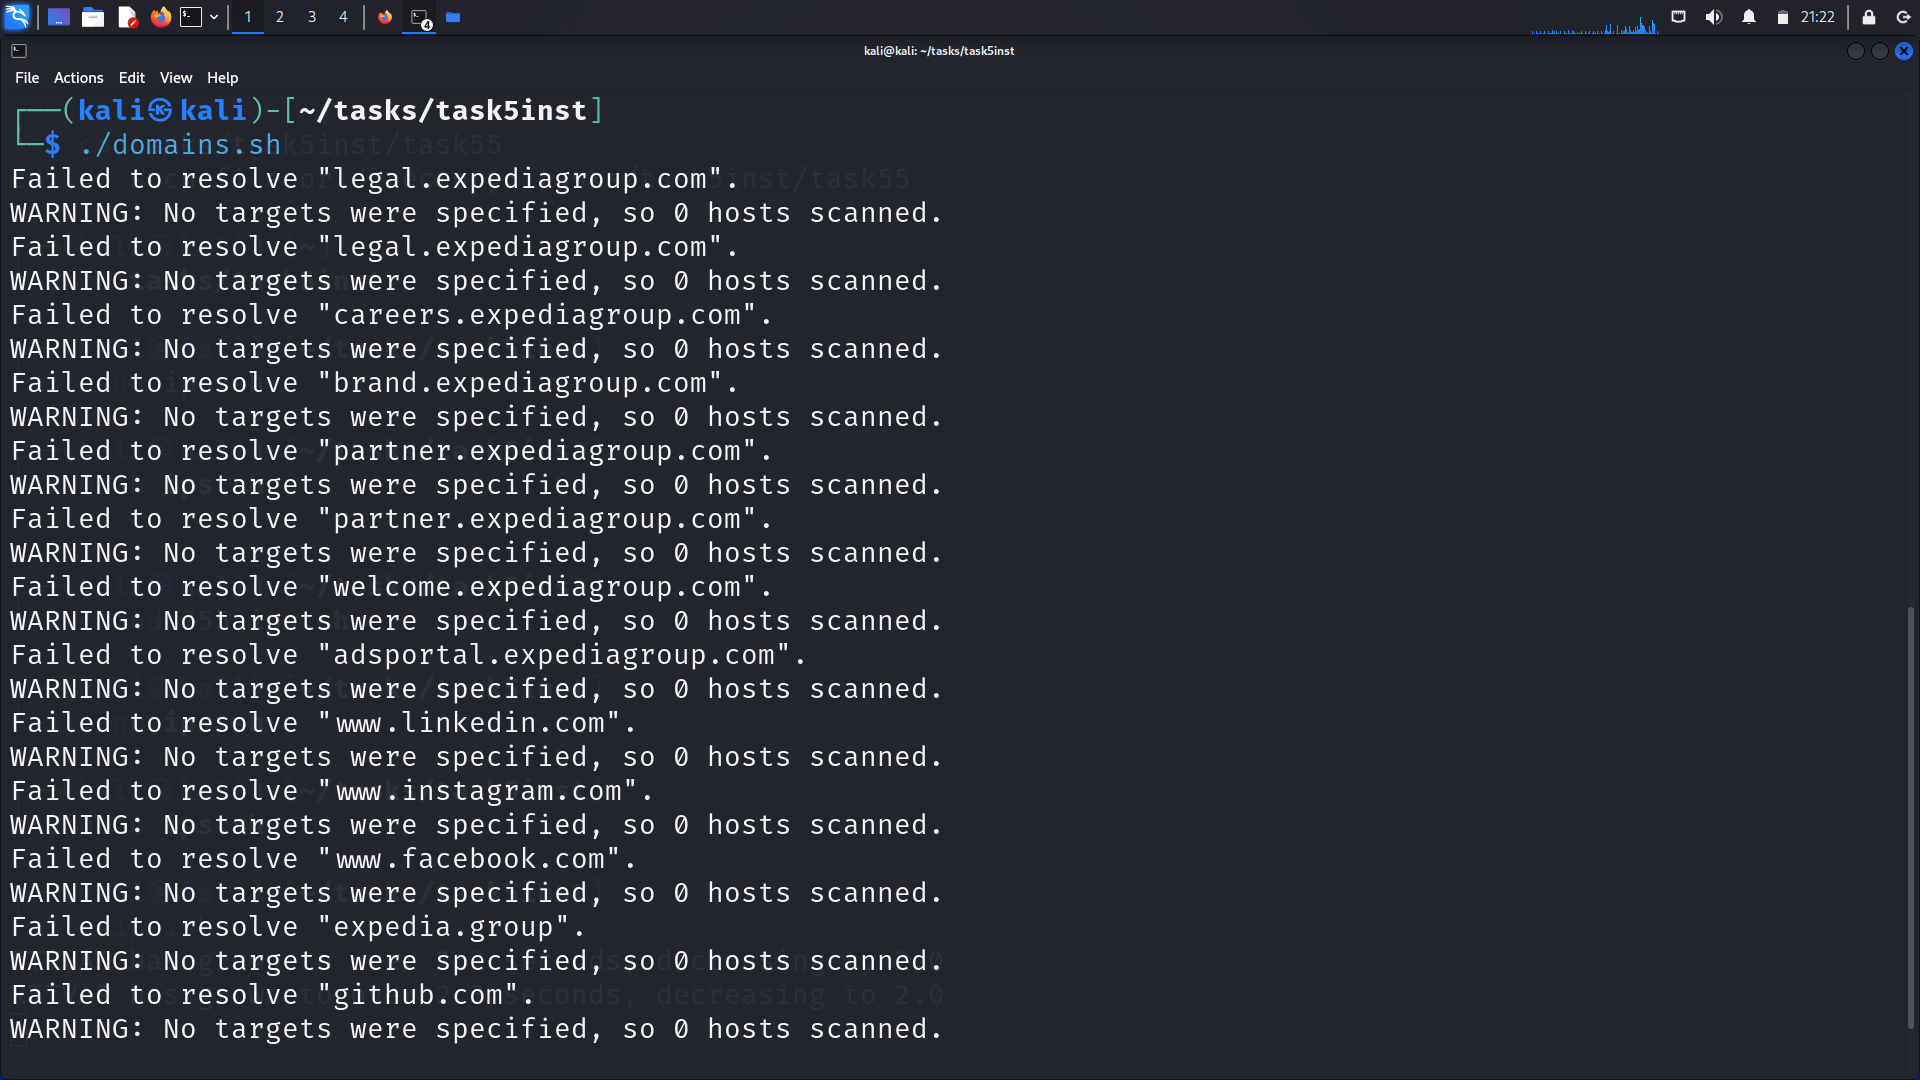 1 2 3 4 4 21:22
kali@kali: ~/tasks/task5inst
File Actions Edit View Help
┌──(kali㉿kali)-[~/tasks/task5inst]
└─$ ./domains.sh
Failed to resolve "legal.expediagroup.com".
WARNING: No targets were specified, so 0 hosts scanned.
Failed to resolve "legal.expediagroup.com".
WARNING: No targets were specified, so 0 hosts scanned.
Failed to resolve "careers.expediagroup.com".
WARNING: No targets were specified, so 0 hosts scanned.
Failed to resolve "brand.expediagroup.com".
WARNING: No targets were specified, so 0 hosts scanned.
Failed to resolve "partner.expediagroup.com".
WARNING: No targets were specified, so 0 hosts scanned.
Failed to resolve "partner.expediagroup.com".
WARNING: No targets were specified, so 0 hosts scanned.
Failed to resolve "welcome.expediagroup.com".
WARNING: No targets were specified, so 0 hosts scanned.
Failed to resolve "adsportal.expediagroup.com".
WARNING: No targets were specified, so 0 hosts scanned.
Failed to resolve "www.linkedin.com".
WARNING: No targets were specified, so 0 hosts scanned.
Failed to resolve "www.instagram.com".
WARNING: No targets were specified, so 0 hosts scanned.
Failed to resolve "www.facebook.com".
WARNING: No targets were specified, so 0 hosts scanned.
Failed to resolve "expedia.group".
WARNING: No targets were specified, so 0 hosts scanned.
Failed to resolve "github.com".
WARNING: No targets were specified, so 0 hosts scanned.